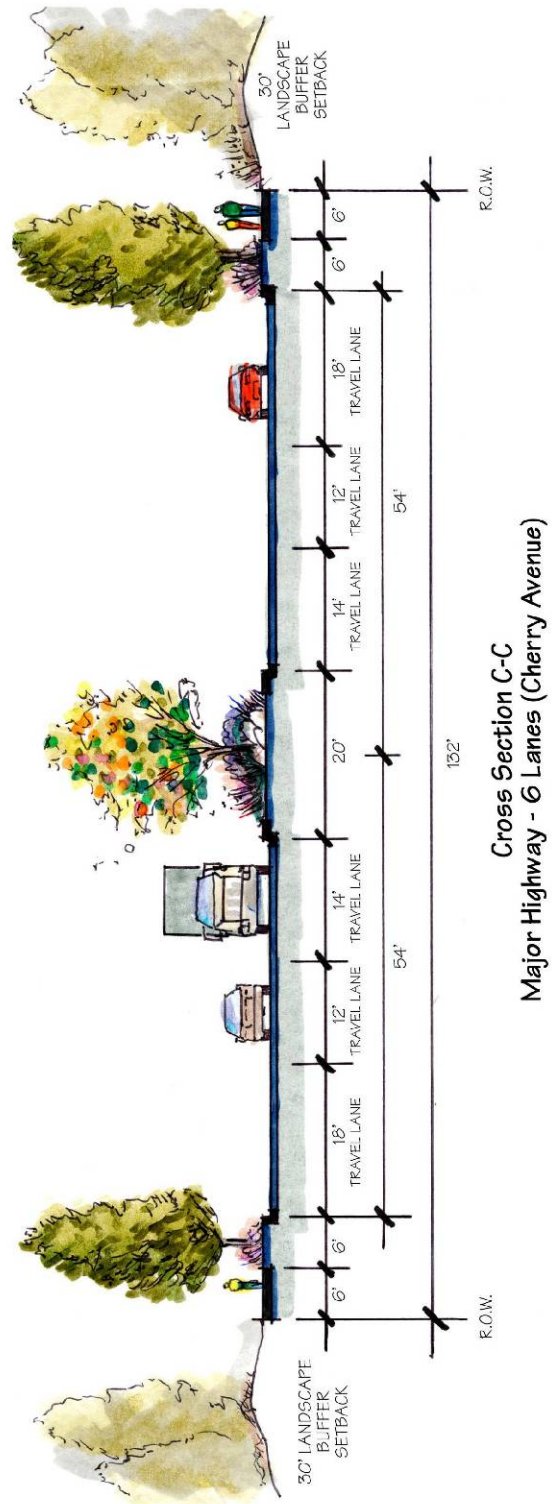 30' LANDSCAPE
BUFFER
SETBACK
6'
6'
18'
TRAVEL LANE
12'
TRAVEL LANE
14'
TRAVEL LANE
20'
14'
TRAVEL LANE
12'
TRAVEL LANE
18'
TRAVEL LANE
6'
6'
30'
LANDSCAPE
BUFFER
SETBACK
54'
54'
132'
R.O.W.
R.O.W.
Cross Section C-C
Major Highway - 6 Lanes (Cherry Avenue)